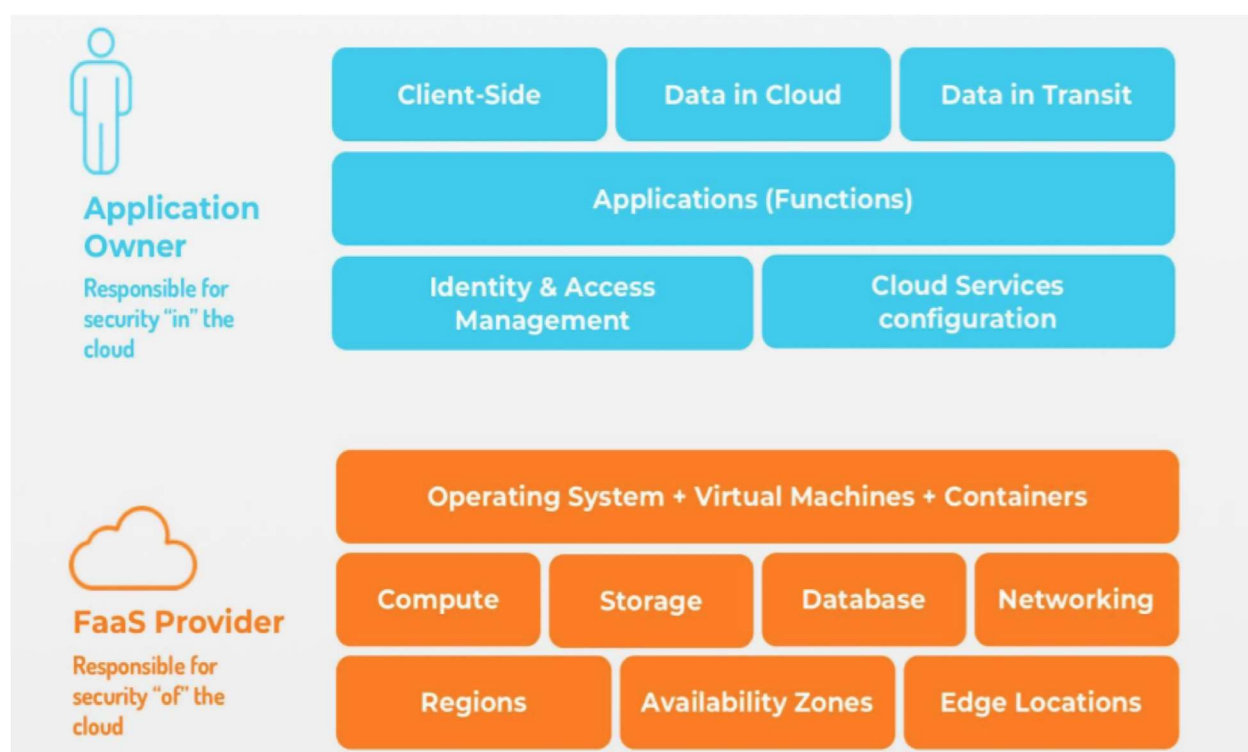 Client-Side
Data in Cloud
Data in Transit
Applications (Functions)
Application
Owner
Responsible for
security “in” the
cloud
Identity & Access
Management
Cloud Services
configuration
Operating System + Virtual Machines + Containers
Compute
Storage
Database
Networking
FaaS Provider
Responsible for
security “of” the
cloud
Regions
Availability Zones
Edge Locations